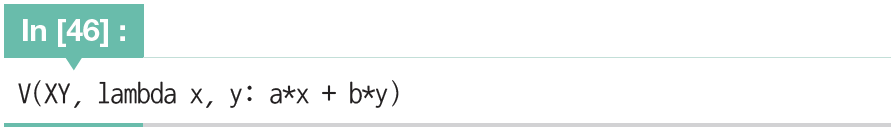 In [46] :
V(XY, lambda x, y: a*x + b*y)